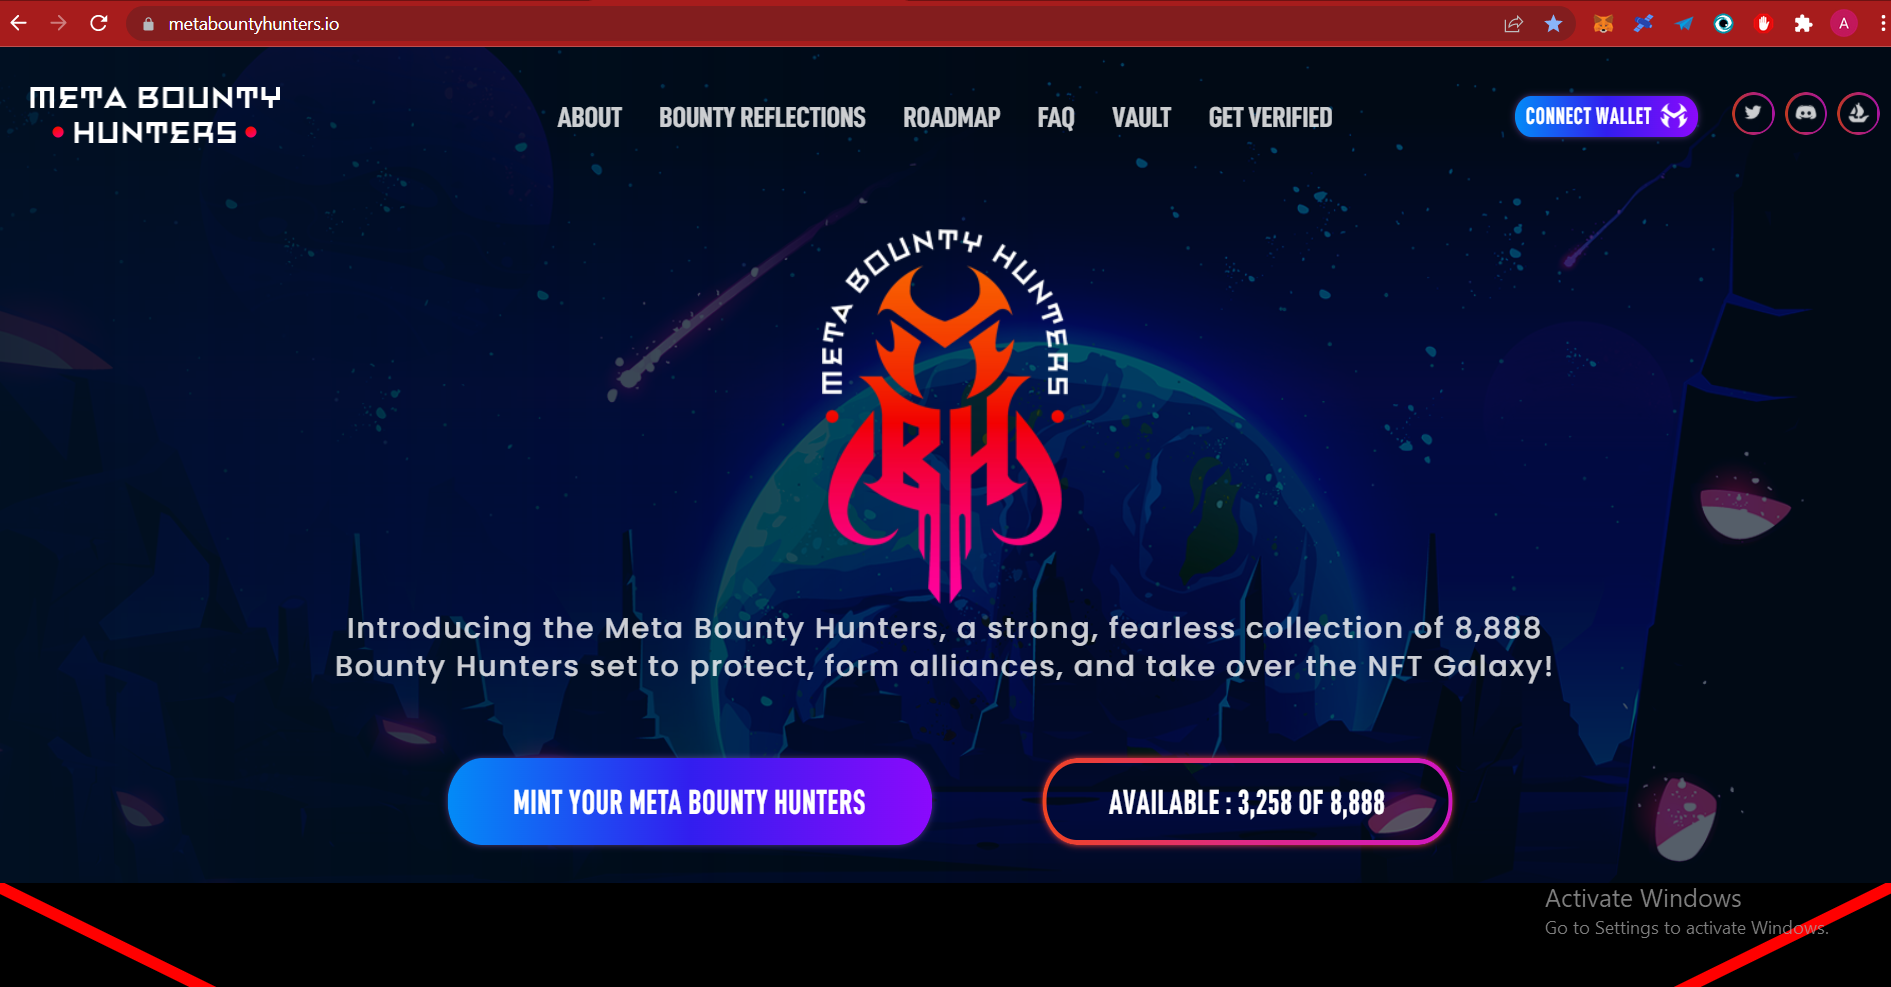 metabountyhunters.io
A
META BOUNTY
HUNTERS
ABOUT
BOUNTY REFLECTIONS
ROADMAP
FAQ
VAULT
GET VERIFIED
CONNECT WALLET
META BOUNTY HUNTERS
BH
Introducing the Meta Bounty Hunters, a strong, fearless collection of 8,888
Bounty Hunters set to protect, form alliances, and take over the NFT Galaxy!
MINT YOUR META BOUNTY HUNTERS
AVAILABLE : 3,258 OF 8,888
Activate Windows
Go to Settings to activate Windows.